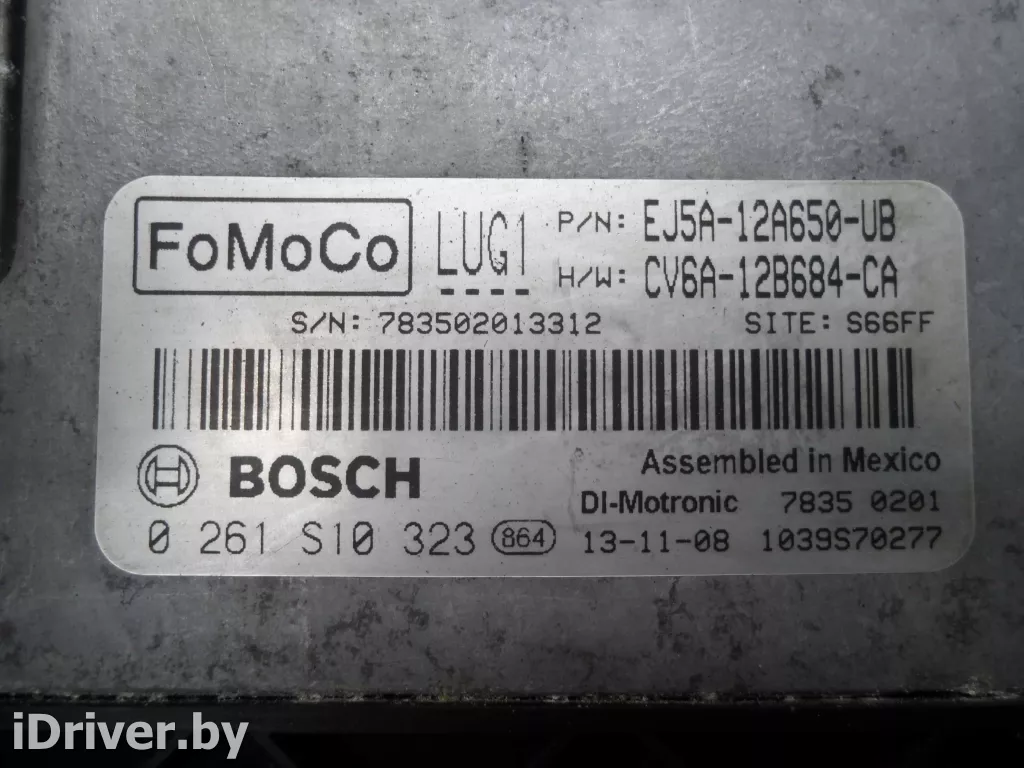 FoMoCo LUG1 P/N: EJ5A-12A650-UB
H/W: CV6A-12B684-CA
S/N: 783502013312 SITE: S66FF
BOSCH Assembled in Mexico
DI-Motronic 7835 0201
0 261 S10 323 864 13-11-08 1039S70277
iDriver.by